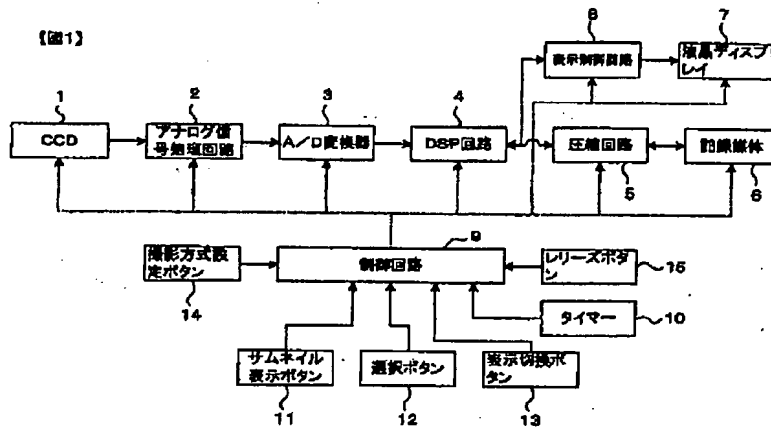 【図1】
8
7
表示制御回路
液晶ディスプ
レイ
1
2
3
4
CCD
アナログ信
号処理回路
A/D変換器
DSP回路
圧縮回路
記録媒体
5
6
9
撮影方式設
定ボタン
制御回路
レリーズボタ
ン
14
15
タイマー
10
サムネイル
表示ボタン
選択ボタン
表示切換ボ
タン
11
12
13